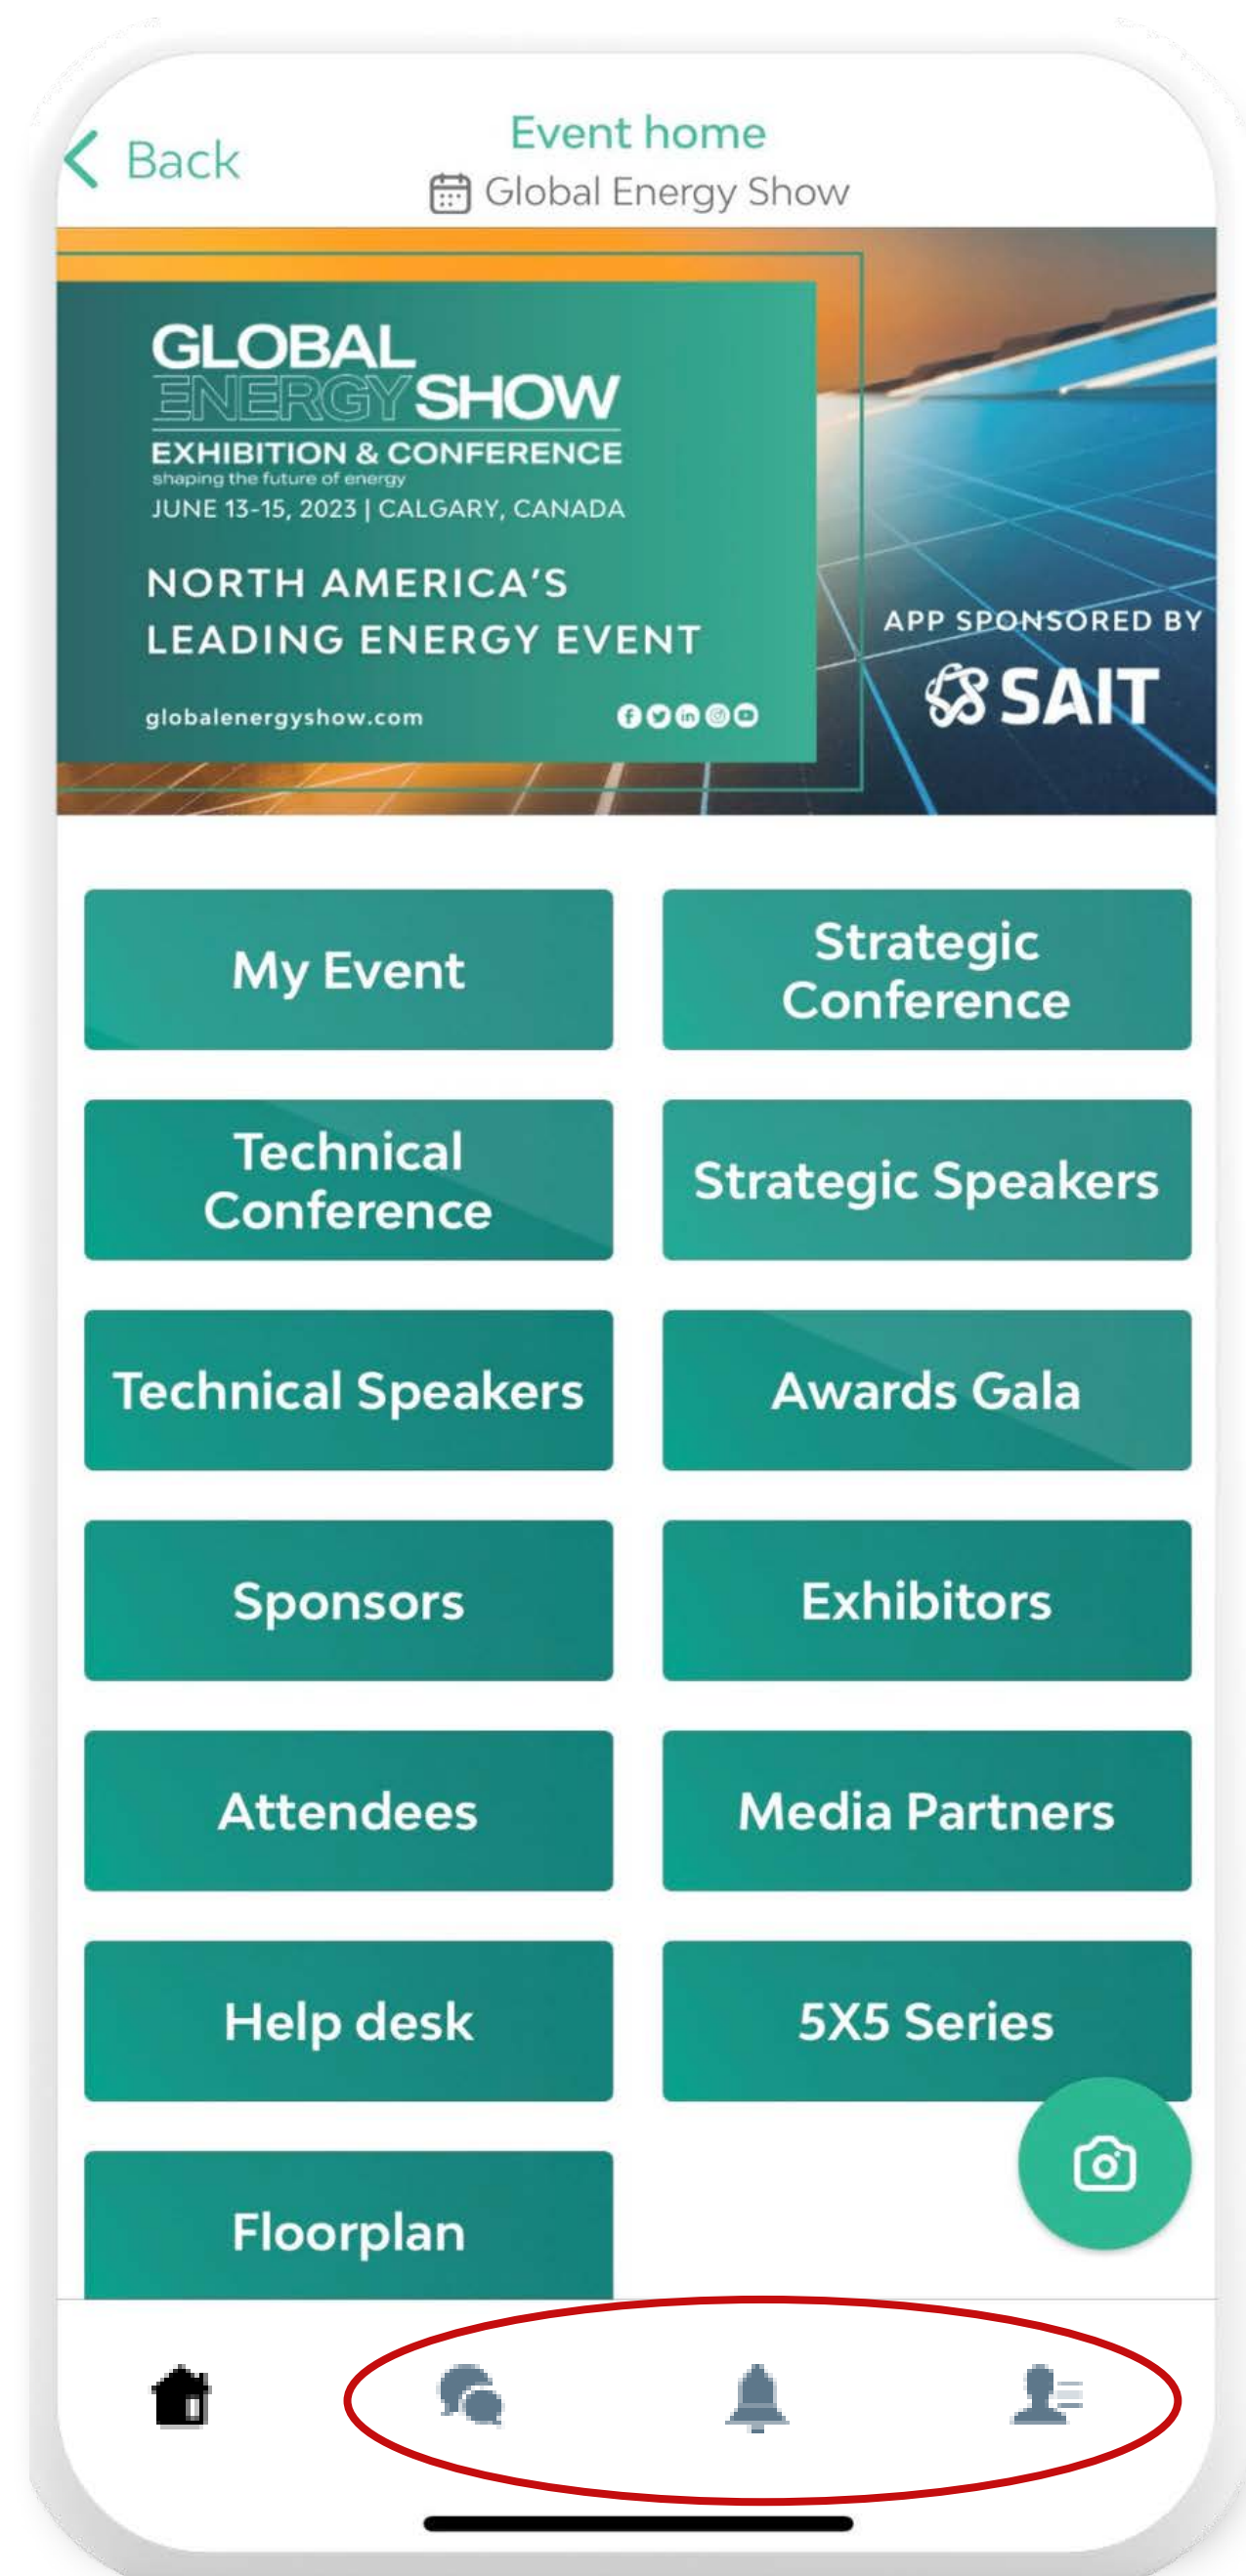 Back
Event home
Global Energy Show
GLOBAL
ENERGY SHOW
EXHIBITION & CONFERENCE
shaping the future of energy
JUNE 13-15, 2023 | CALGARY, CANADA
NORTH AMERICA'S
LEADING ENERGY EVENT
globalenergyshow.com
APP SPONSORED BY
SAIT
My Event
Strategic
Conference
Technical
Conference
Strategic Speakers
Technical Speakers
Awards Gala
Sponsors
Exhibitors
Attendees
Media Partners
Help desk
5X5 Series
Floorplan